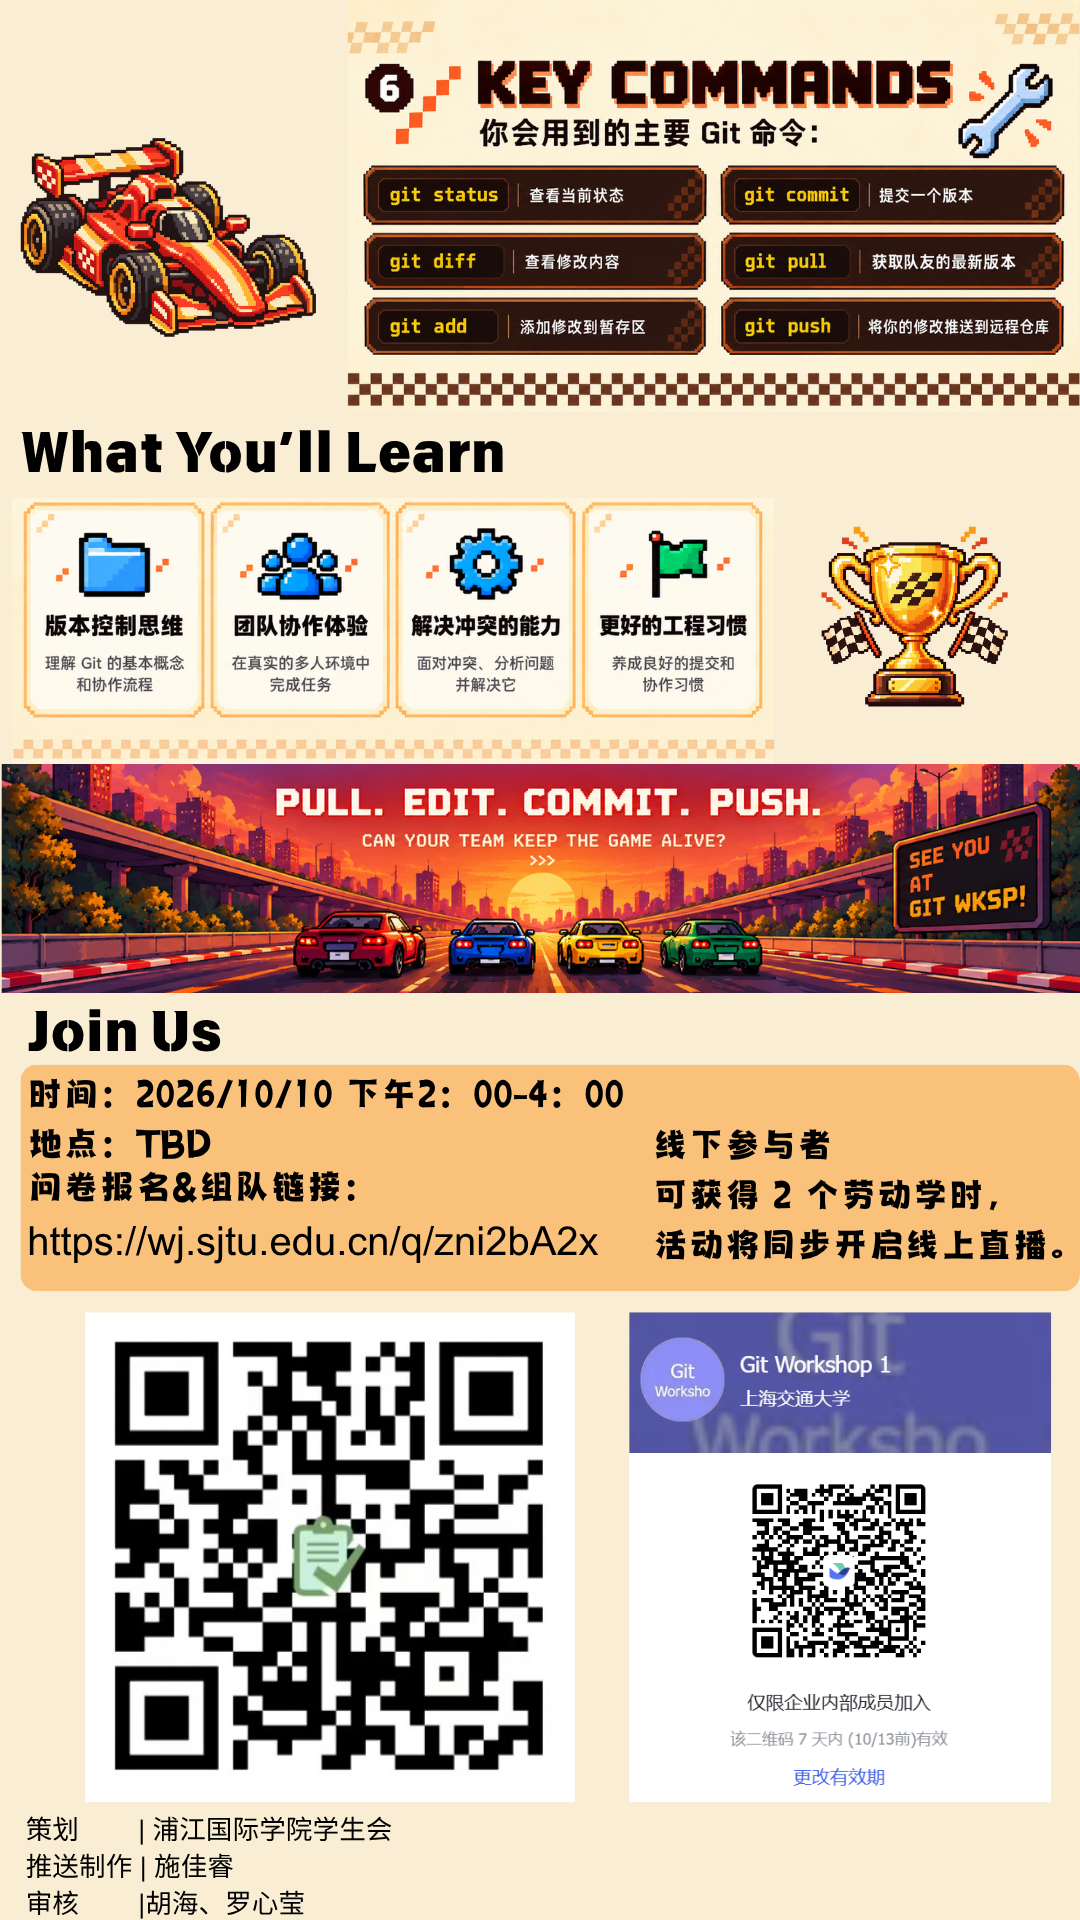 6 KEY COMMANDS
你会用到的主要 Git 命令：
git status 查看当前状态
git commit 提交一个版本
git diff 查看修改内容
git pull 获取队友的最新版本
git add 添加修改到暂存区
git push 将你的修改推送到远程仓库
What You’ll Learn
版本控制思维
理解 Git 的基本概念
和协作流程
团队协作体验
在真实的多人环境中
完成任务
解决冲突的能力
面对冲突、分析问题
并解决它
更好的工程习惯
养成良好的提交和
协作习惯
PULL. EDIT. COMMIT. PUSH.
CAN YOUR TEAM KEEP THE GAME ALIVE?
>>>
SEE YOU
AT
GIT WKSP!
Join Us
时间：2026/10/10 下午2：00-4：00
地点：TBD
问卷报名&组队链接：
https://wj.sjtu.edu.cn/q/zni2bA2x
线下参与者
可获得 2 个劳动学时，
活动将同步开启线上直播。
Git
Worksho
Git
Worksho
Git Workshop 1
上海交通大学
仅限企业内部成员加入
该二维码 7 天内 (10/13前)有效
更改有效期
策划 | 浦江国际学院学生会
推送制作 | 施佳睿
审核 |胡海、罗心莹